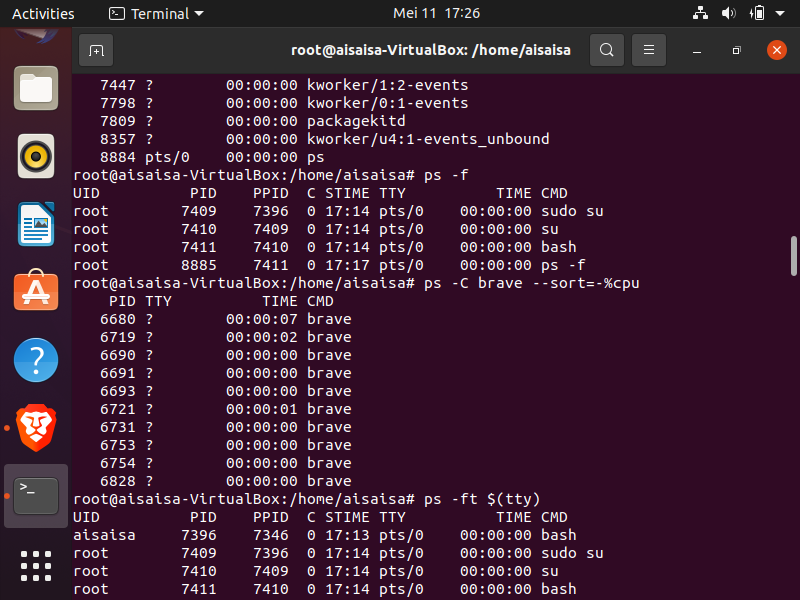 Activities Terminal Mei 11 17:26
root@aisaisa-VirtualBox: /home/aisaisa
7447 ? 00:00:00 kworker/1:2-events
7798 ? 00:00:00 kworker/0:1-events
7809 ? 00:00:00 packagekitd
8357 ? 00:00:00 kworker/u4:1-events_unbound
8884 pts/0 00:00:00 ps
root@aisaisa-VirtualBox:/home/aisaisa# ps -f
UID PID PPID C STIME TTY TIME CMD
root 7409 7396 0 17:14 pts/0 00:00:00 sudo su
root 7410 7409 0 17:14 pts/0 00:00:00 su
root 7411 7410 0 17:14 pts/0 00:00:00 bash
root 8885 7411 0 17:17 pts/0 00:00:00 ps -f
root@aisaisa-VirtualBox:/home/aisaisa# ps -C brave --sort=-%cpu
PID TTY TIME CMD
6680 ? 00:00:07 brave
6719 ? 00:00:02 brave
6690 ? 00:00:00 brave
6691 ? 00:00:00 brave
6693 ? 00:00:00 brave
6721 ? 00:00:01 brave
6731 ? 00:00:00 brave
6753 ? 00:00:00 brave
6754 ? 00:00:00 brave
6828 ? 00:00:00 brave
root@aisaisa-VirtualBox:/home/aisaisa# ps -ft $(tty)
UID PID PPID C STIME TTY TIME CMD
aisaisa 7396 7346 0 17:13 pts/0 00:00:00 bash
root 7409 7396 0 17:14 pts/0 00:00:00 sudo su
root 7410 7409 0 17:14 pts/0 00:00:00 su
root 7411 7410 0 17:14 pts/0 00:00:00 bash